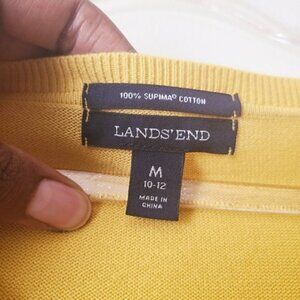 100% SUPIMA® COTTON
LANDS' END
M
10-12
MADE IN
CHINA